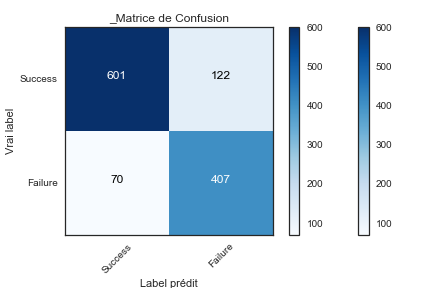 _Matrice de Confusion
Vrai label
Success
601
122
Failure
70
407
Success
Failure
Label prédit
600
500
400
300
200
100
600
500
400
300
200
100